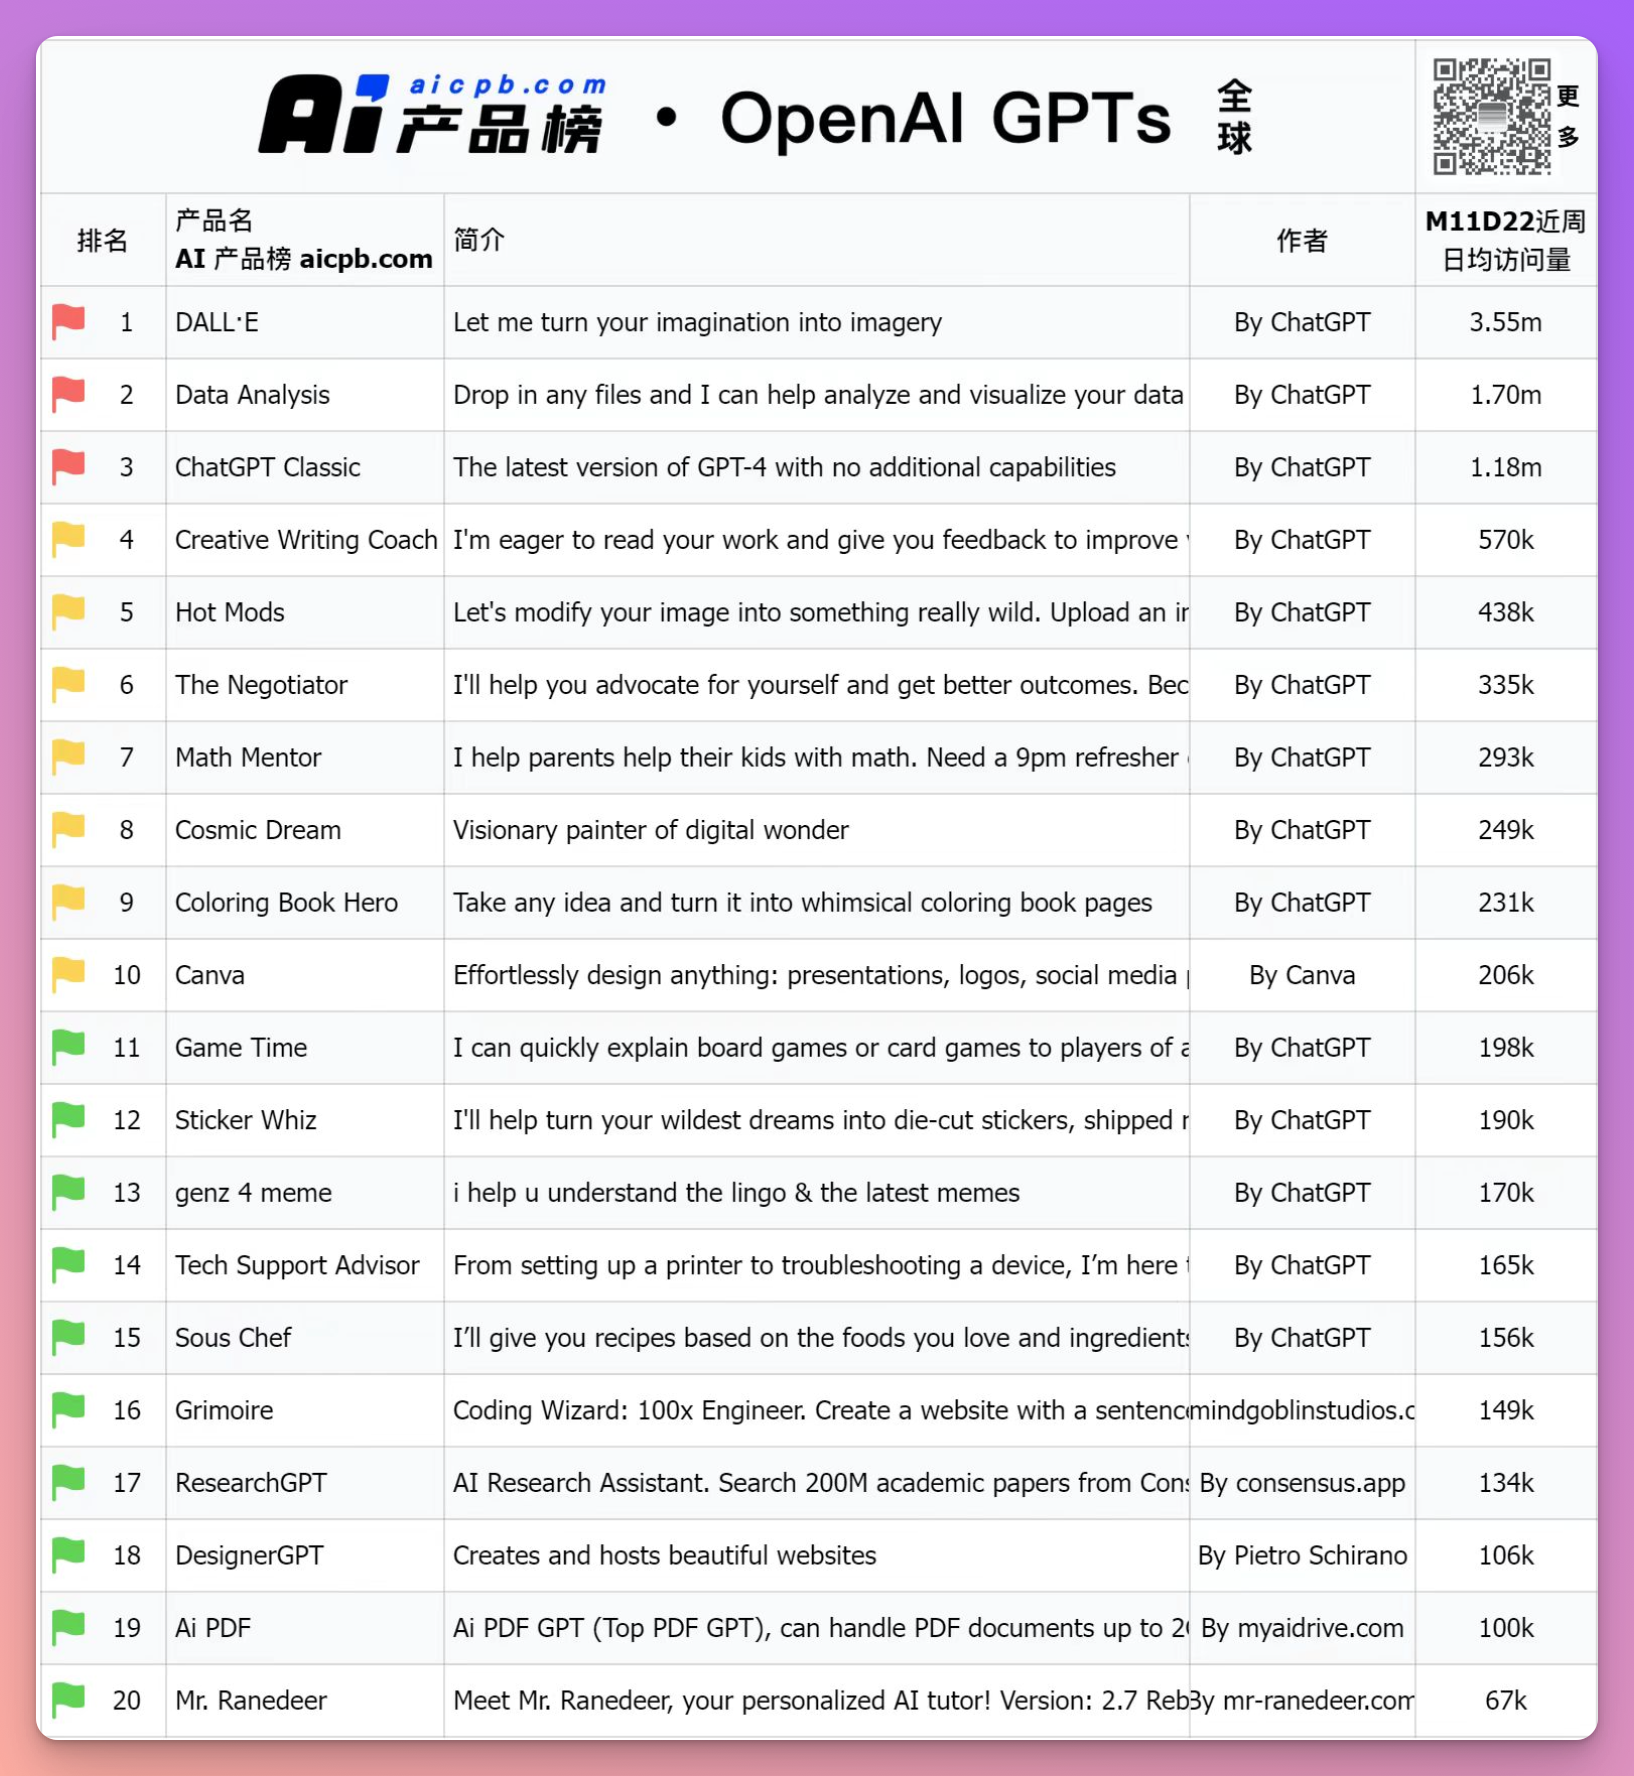 Ai aicpb.com 产品榜 · OpenAI GPTs 全球
更多
排名 产品名 AI 产品榜 aicpb.com 简介 作者 M11D22近周日均访问量
1 DALL·E Let me turn your imagination into imagery By ChatGPT 3.55m
2 Data Analysis Drop in any files and I can help analyze and visualize your data By ChatGPT 1.70m
3 ChatGPT Classic The latest version of GPT-4 with no additional capabilities By ChatGPT 1.18m
4 Creative Writing Coach I'm eager to read your work and give you feedback to improve By ChatGPT 570k
5 Hot Mods Let's modify your image into something really wild. Upload an By ChatGPT 438k
6 The Negotiator I'll help you advocate for yourself and get better outcomes. Bec By ChatGPT 335k
7 Math Mentor I help parents help their kids with math. Need a 9pm refresher By ChatGPT 293k
8 Cosmic Dream Visionary painter of digital wonder By ChatGPT 249k
9 Coloring Book Hero Take any idea and turn it into whimsical coloring book pages By ChatGPT 231k
10 Canva Effortlessly design anything: presentations, logos, social media By Canva 206k
11 Game Time I can quickly explain board games or card games to players of By ChatGPT 198k
12 Sticker Whiz I'll help turn your wildest dreams into die-cut stickers, shipped By ChatGPT 190k
13 genz 4 meme i help u understand the lingo & the latest memes By ChatGPT 170k
14 Tech Support Advisor From setting up a printer to troubleshooting a device, I’m here By ChatGPT 165k
15 Sous Chef I’ll give you recipes based on the foods you love and ingredients By ChatGPT 156k
16 Grimoire Coding Wizard: 100x Engineer. Create a website with a sentence mindgoblinstudios.c 149k
17 ResearchGPT AI Research Assistant. Search 200M academic papers from Cons By consensus.app 134k
18 DesignerGPT Creates and hosts beautiful websites By Pietro Schirano 106k
19 Ai PDF Ai PDF GPT (Top PDF GPT), can handle PDF documents up to By myaidrive.com 100k
20 Mr. Ranedeer Meet Mr. Ranedeer, your personalized AI tutor! Version: 2.7 Reb By mr-ranedeer.com 67k